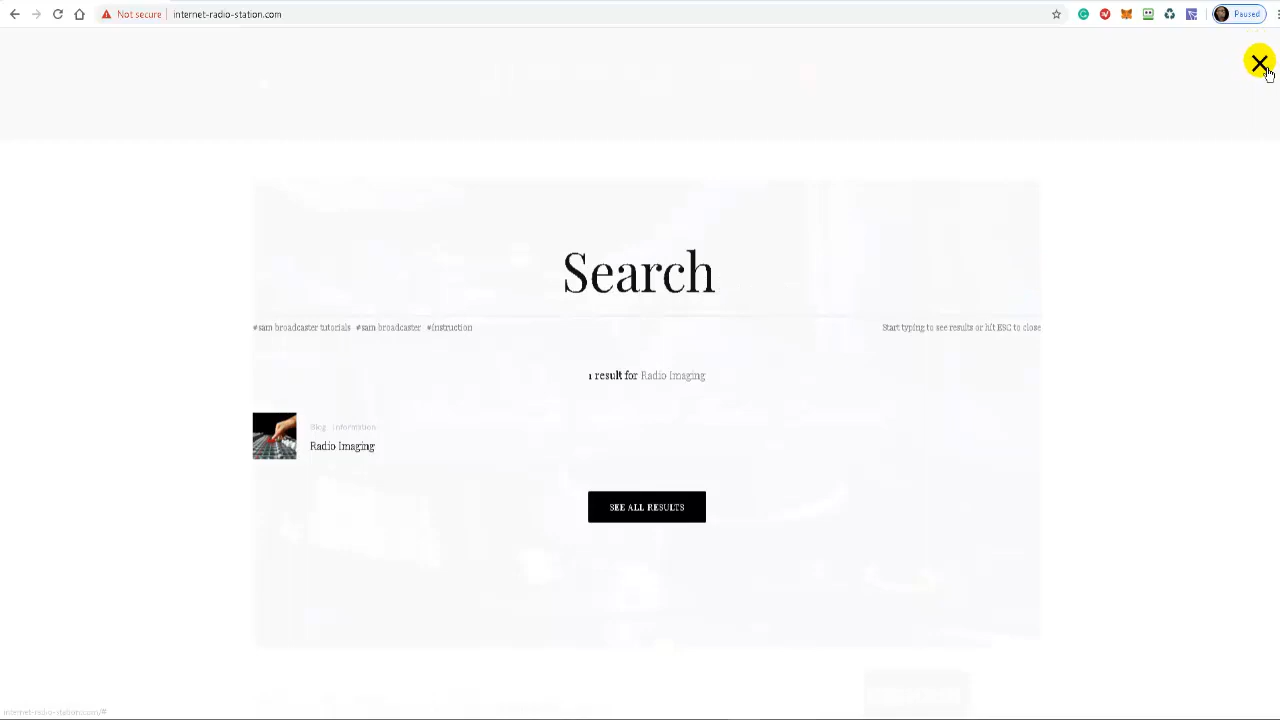 Not secure internet-radio-station.com Paused
Search
#sam broadcaster tutorials #sam broadcaster #instruction Start typing to see results or hit ESC to close
1 result for Radio Imaging
Blog Information
Radio Imaging
SEE ALL RESULTS
internet-radio-station.com/#